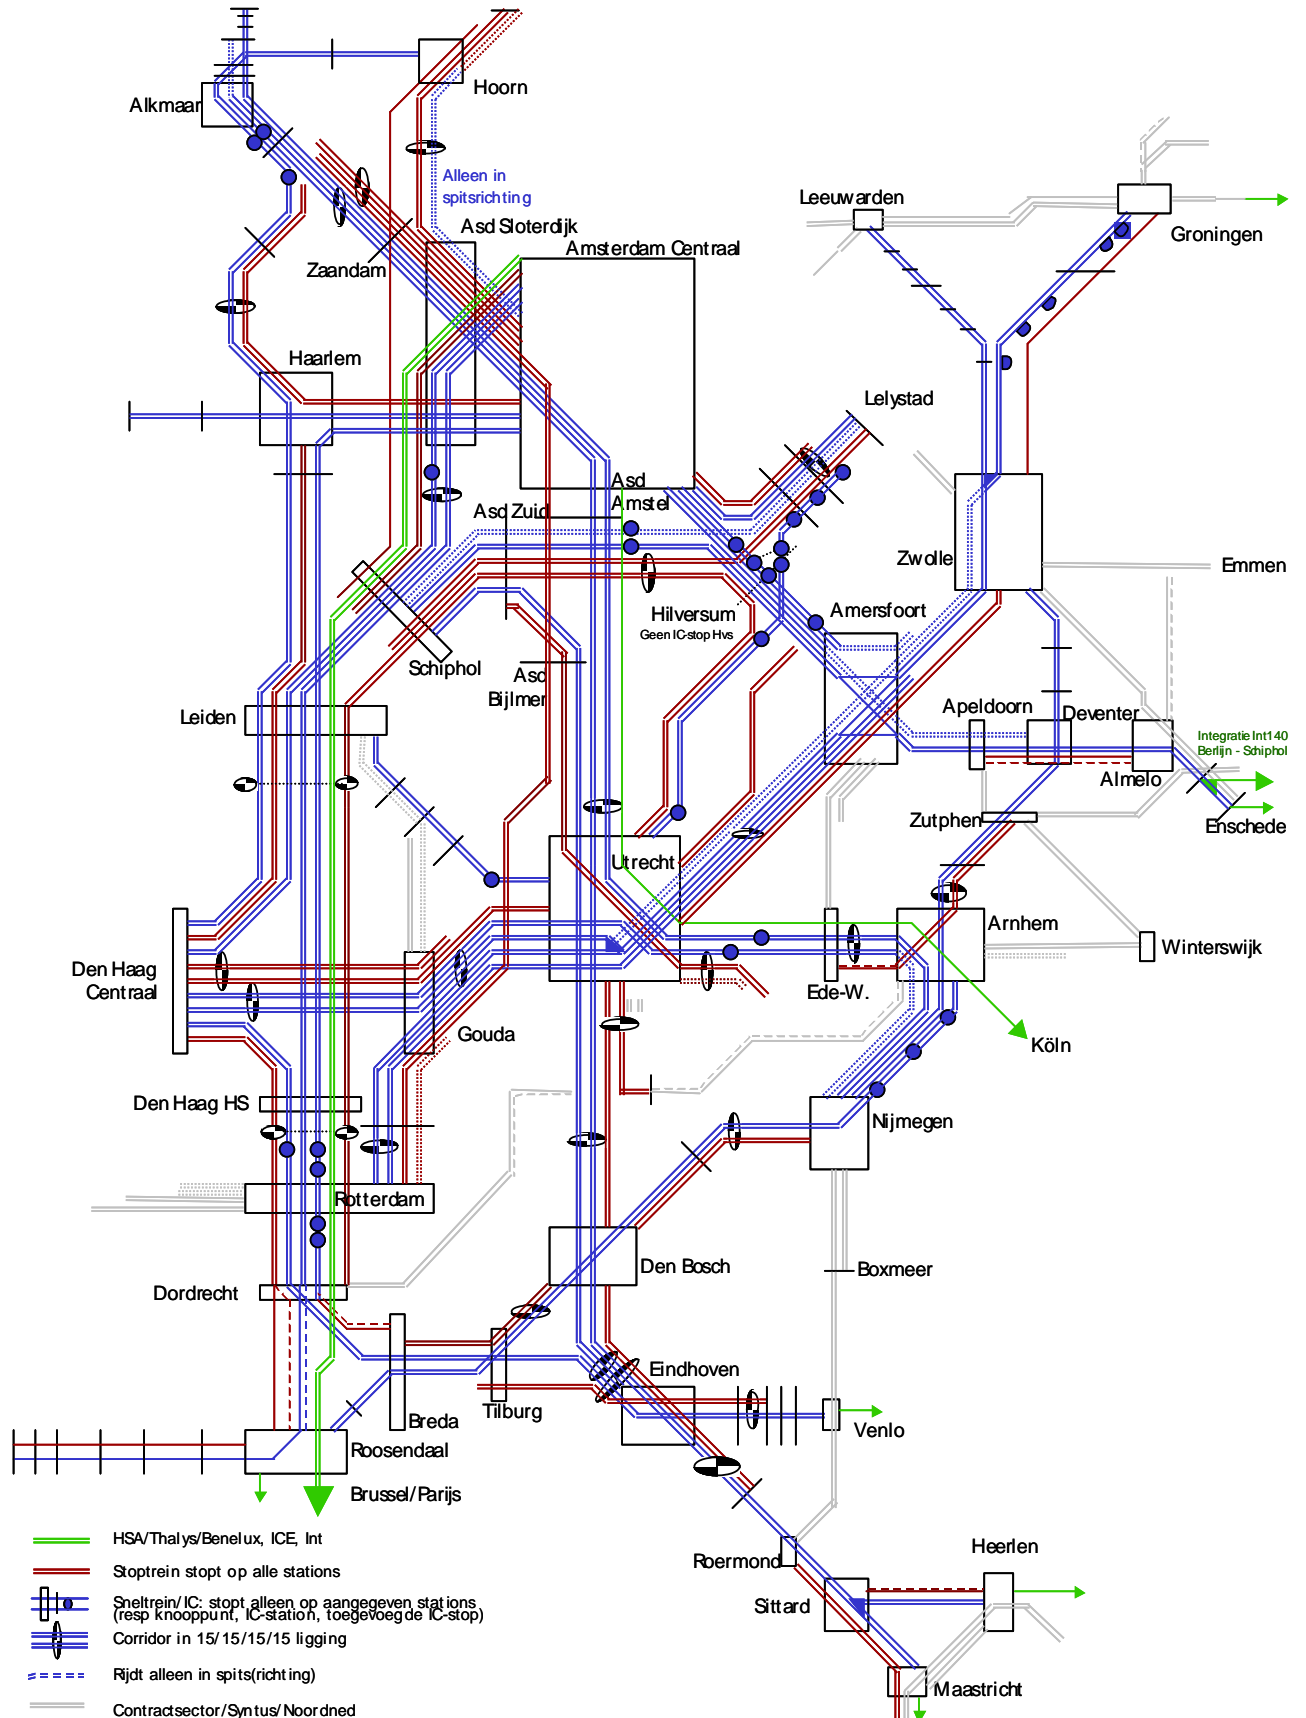 Hoorn
Alkmaar
Alleen in
spitsrichting
Leeuwarden
Groningen
Asd Sloterdijk
Amsterdam Centraal
Zaandam
Haarlem
Lelystad
Asd
Amstel
Asd Zuid
Zwolle
Emmen
Hilversum
Geen IC-stop Hvs
Amersfoort
Schiphol
Asd
Bijlmer
Leiden
Apeldoorn
Deventer
Integratie Int140
Berlijn - Schiphol
Almelo
Zutphen
Enschede
Utrecht
Arnhem
Winterswijk
Den Haag
Centraal
Ede-W.
Gouda
Köln
Den Haag HS
Nijmegen
Rotterdam
Den Bosch
Boxmeer
Dordrecht
Eindhoven
Tilburg
Breda
Venlo
Roosendaal
Brussel/Parijs
HSA/Thalys/Benelux, ICE, Int
Roermond
Heerlen
Stoptrein stopt op alle stations
Sneltrein/IC: stopt alleen op aangegeven stations
(resp knooppunt, IC-station, toegevoegde IC-stop)
Sittard
Corridor in 15/15/15/15 ligging
Rijdt alleen in spits(richting)
Maastricht
Contractsector/Syntus/Noordned